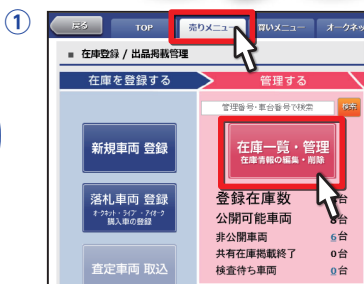 ①
戻る TOP 売りメニュー 買いメニュー オークネッ
■ 在庫登録 / 出品掲載管理
在庫を登録する 管理する
管理番号・車台番号で検索 検索
新規車両 登録
在庫一覧・管理
在庫情報の編集・削除
落札車両 登録
オークネット・ライブ・アイオーク
購入車の登録
査定車両 取込
登録在庫数 台
公開可能車両 台
非公開車両 6台
共有在庫掲載終了 0台
検査待ち車両 0台